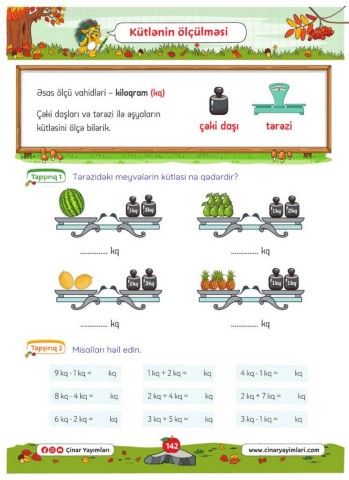 Kütlənin ölçülməsi
Əsas ölçü vahidləri - kiloqram (kq)
Çəki daşları və tərəzi ilə əşyaların
kütləsini ölçə bilərik.
çəki daşı tərəzi
Tapşırıq 1 Tərəzidəki meyvələrin kütləsi nə qədərdir?
1kq 3kq 1kq 2kq
.............. kq .............. kq
1kq 1kq
.............. kq .............. kq
Tapşırıq 2 Misalları həll edin.
9 kq - 1 kq = kq 1 kq + 2 kq = kq 4 kq - 1 kq = kq
8 kq - 4 kq = kq 2 kq + 4 kq = kq 2 kq + 7 kq = kq
6 kq - 2 kq = kq 3 kq + 5 kq = kq 3 kq - 1 kq = kq
Çinar Yayımları 142 www.cinaryayimlari.com